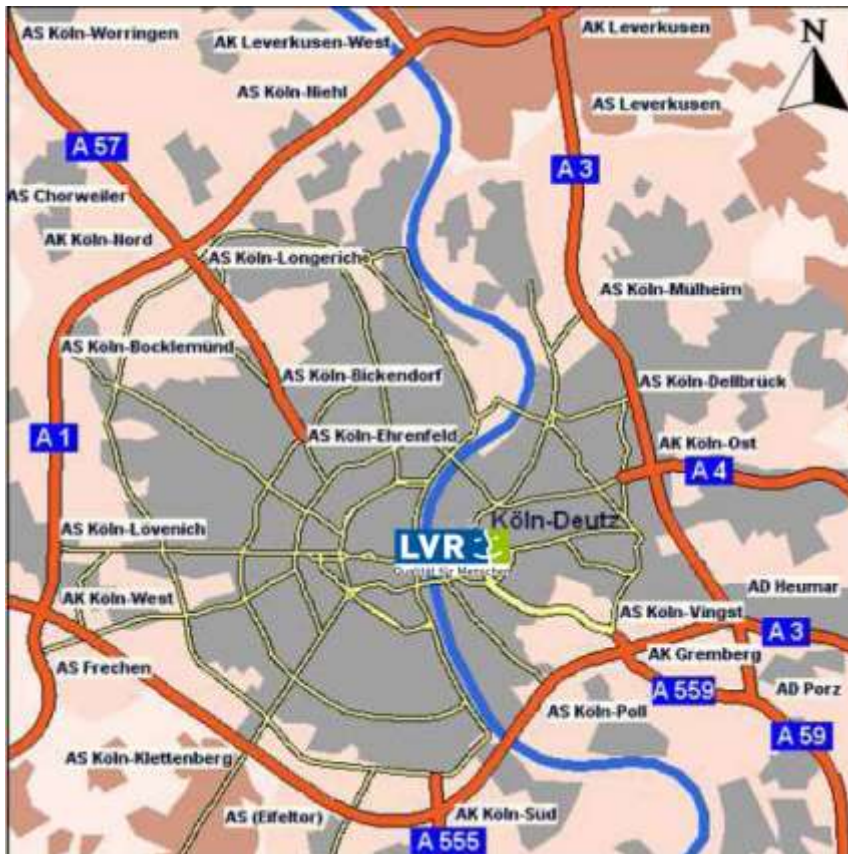 AS Köln-Worringen
AK Leverkusen-West
AK Leverkusen
N
AS Köln-Niehl
AS Leverkusen
A 57
A 3
AS Chorweiler
AK Köln-Nord
AS Köln-Longerich
AS Köln-Mülheim
AS Köln-Bocklemünd
AS Köln-Bickendorf
AS Köln-Dellbrück
A 1
AS Köln-Ehrenfeld
AK Köln-Ost
A 4
AS Köln-Lövenich
Köln-Deutz
LVR
Qualität für Menschen
AD Heumar
AK Köln-West
AS Köln-Vingst
A 3
AS Frechen
AK Gremberg
A 559
AD Porz
AS Köln-Poll
A 59
AS Köln-Klettenberg
AS (Eifeltor)
AK Köln-Süd
A 555